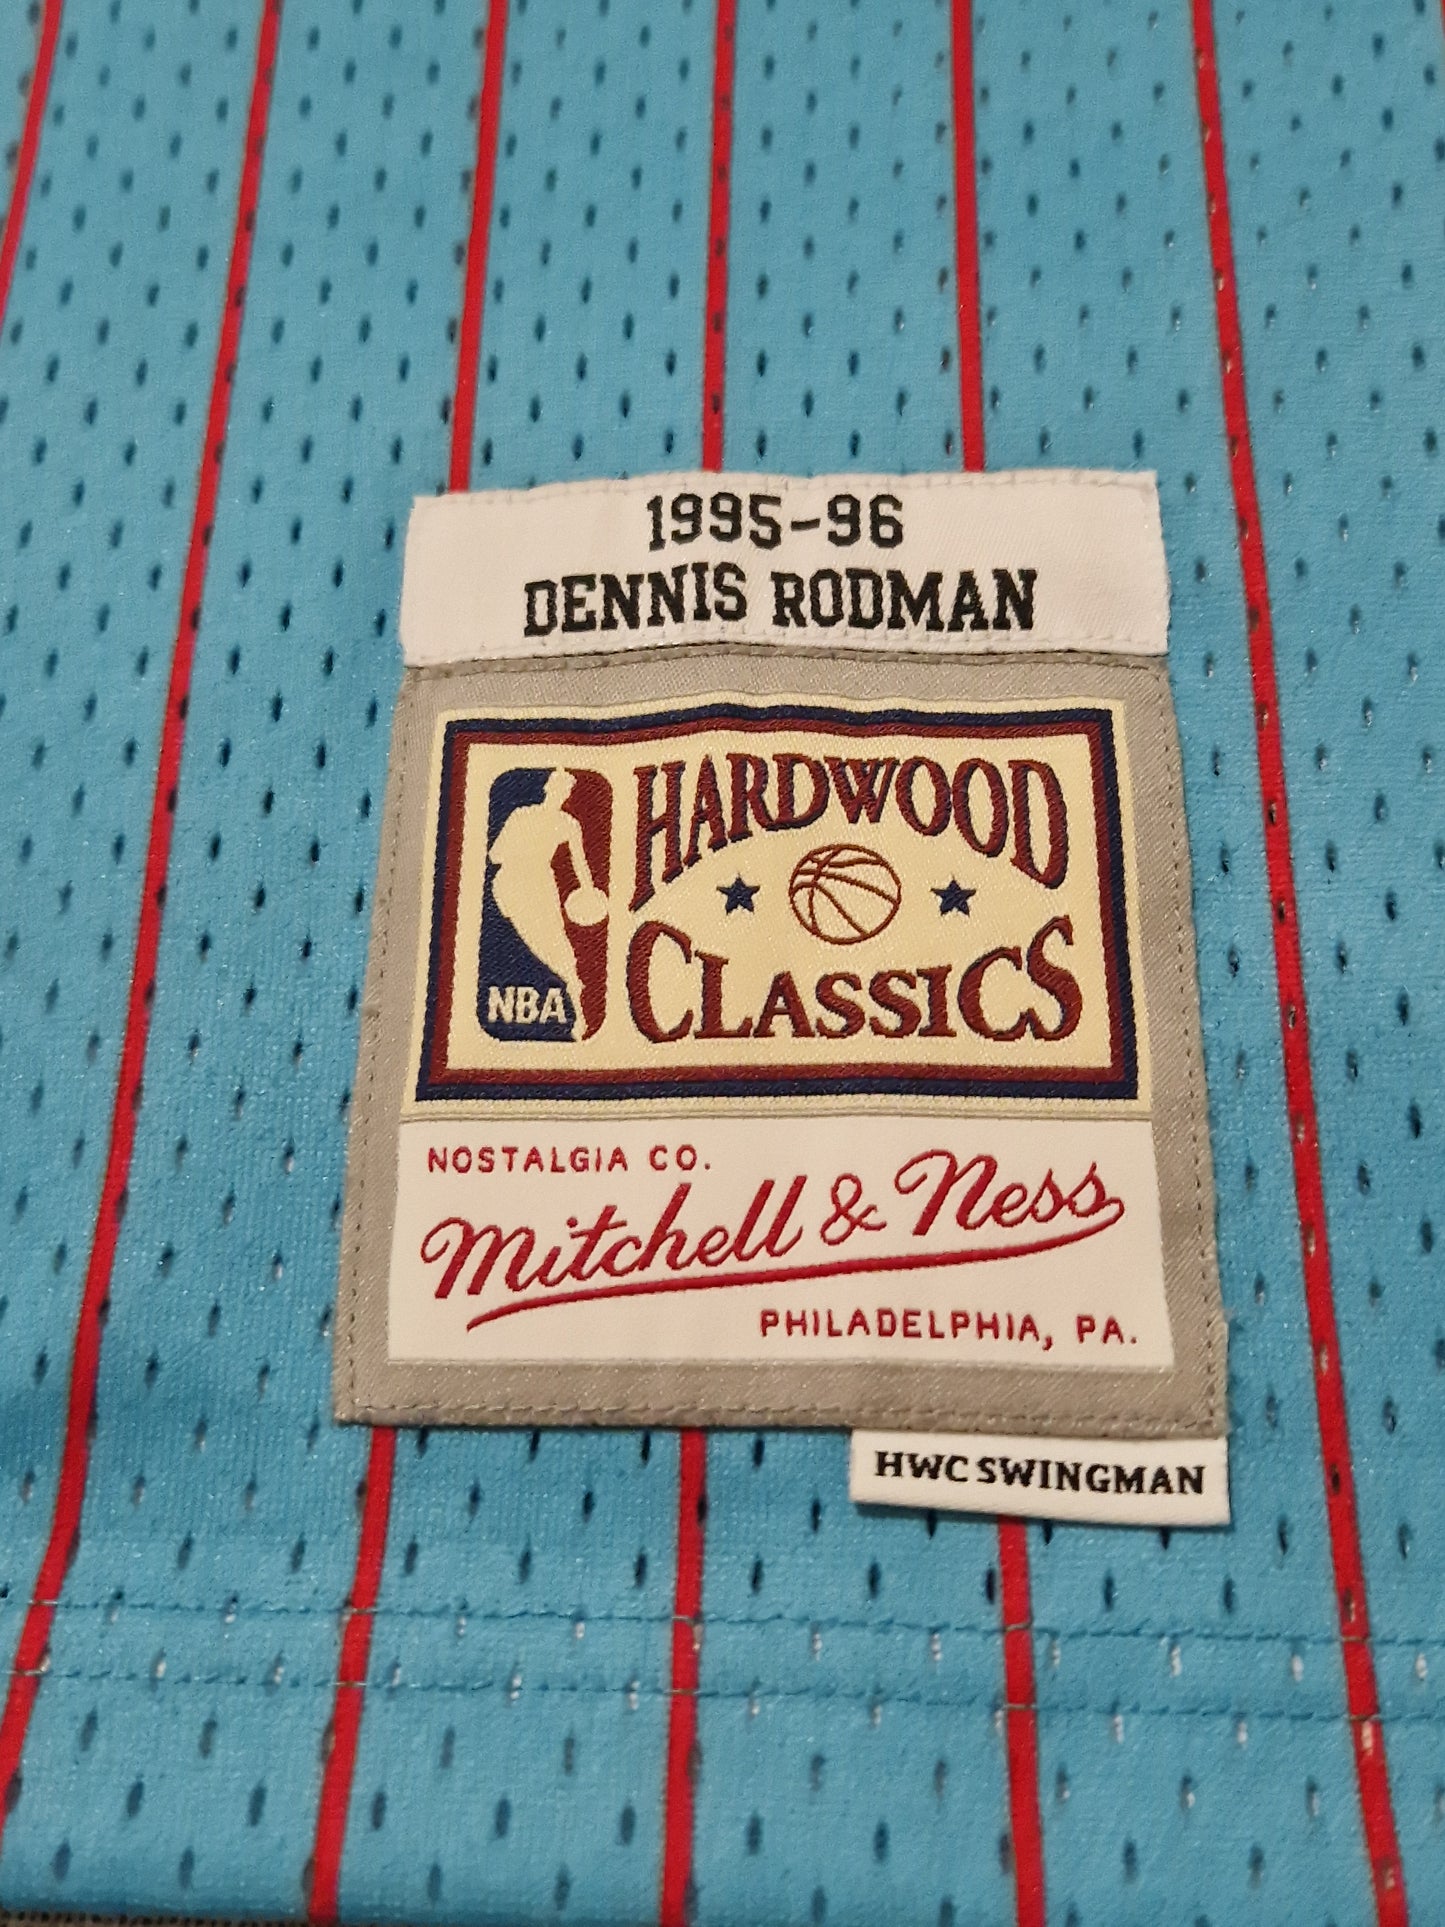 1995-96
DENNIS RODMAN
HARDWOOD
CLASSICS
NBA
NOSTALGIA CO.
Mitchell & Ness
PHILADELPHIA, PA.
HWC SWINGMAN